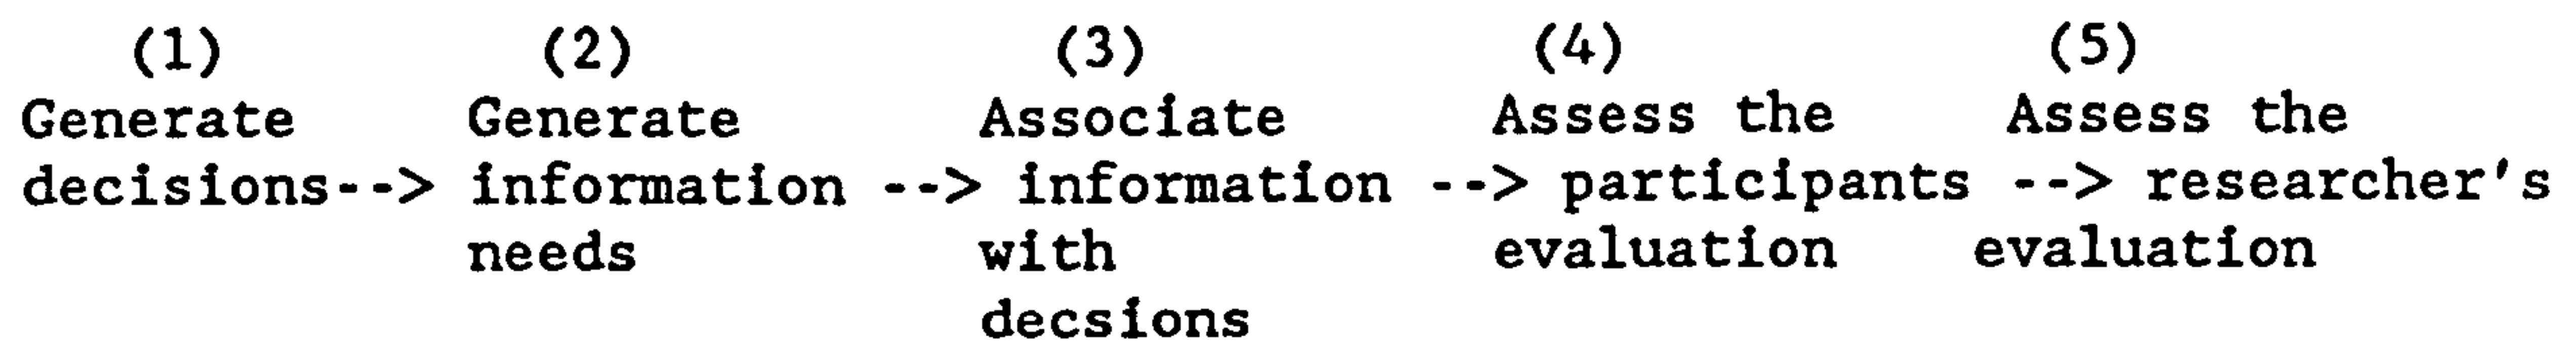 (1) (2) (3) (4) (5)
Generate Generate Associate Assess the Assess the
decisions--> information --> information --> participants --> researcher's
needs with evaluation evaluation
decsions